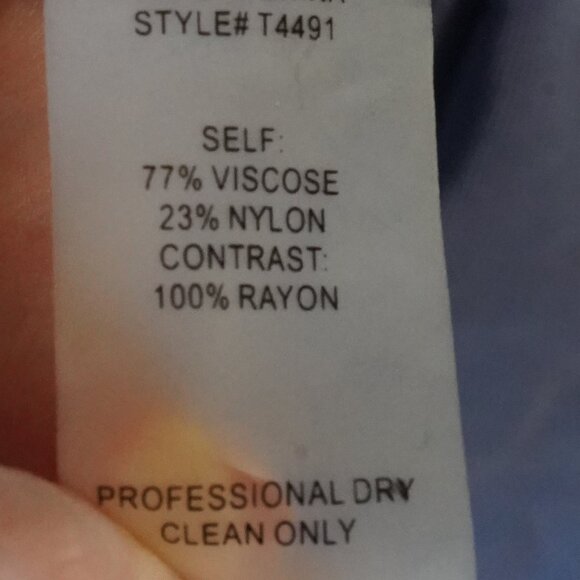 STYLE# T4491
SELF:
77% VISCOSE
23% NYLON
CONTRAST:
100% RAYON
PROFESSIONAL DRY
CLEAN ONLY